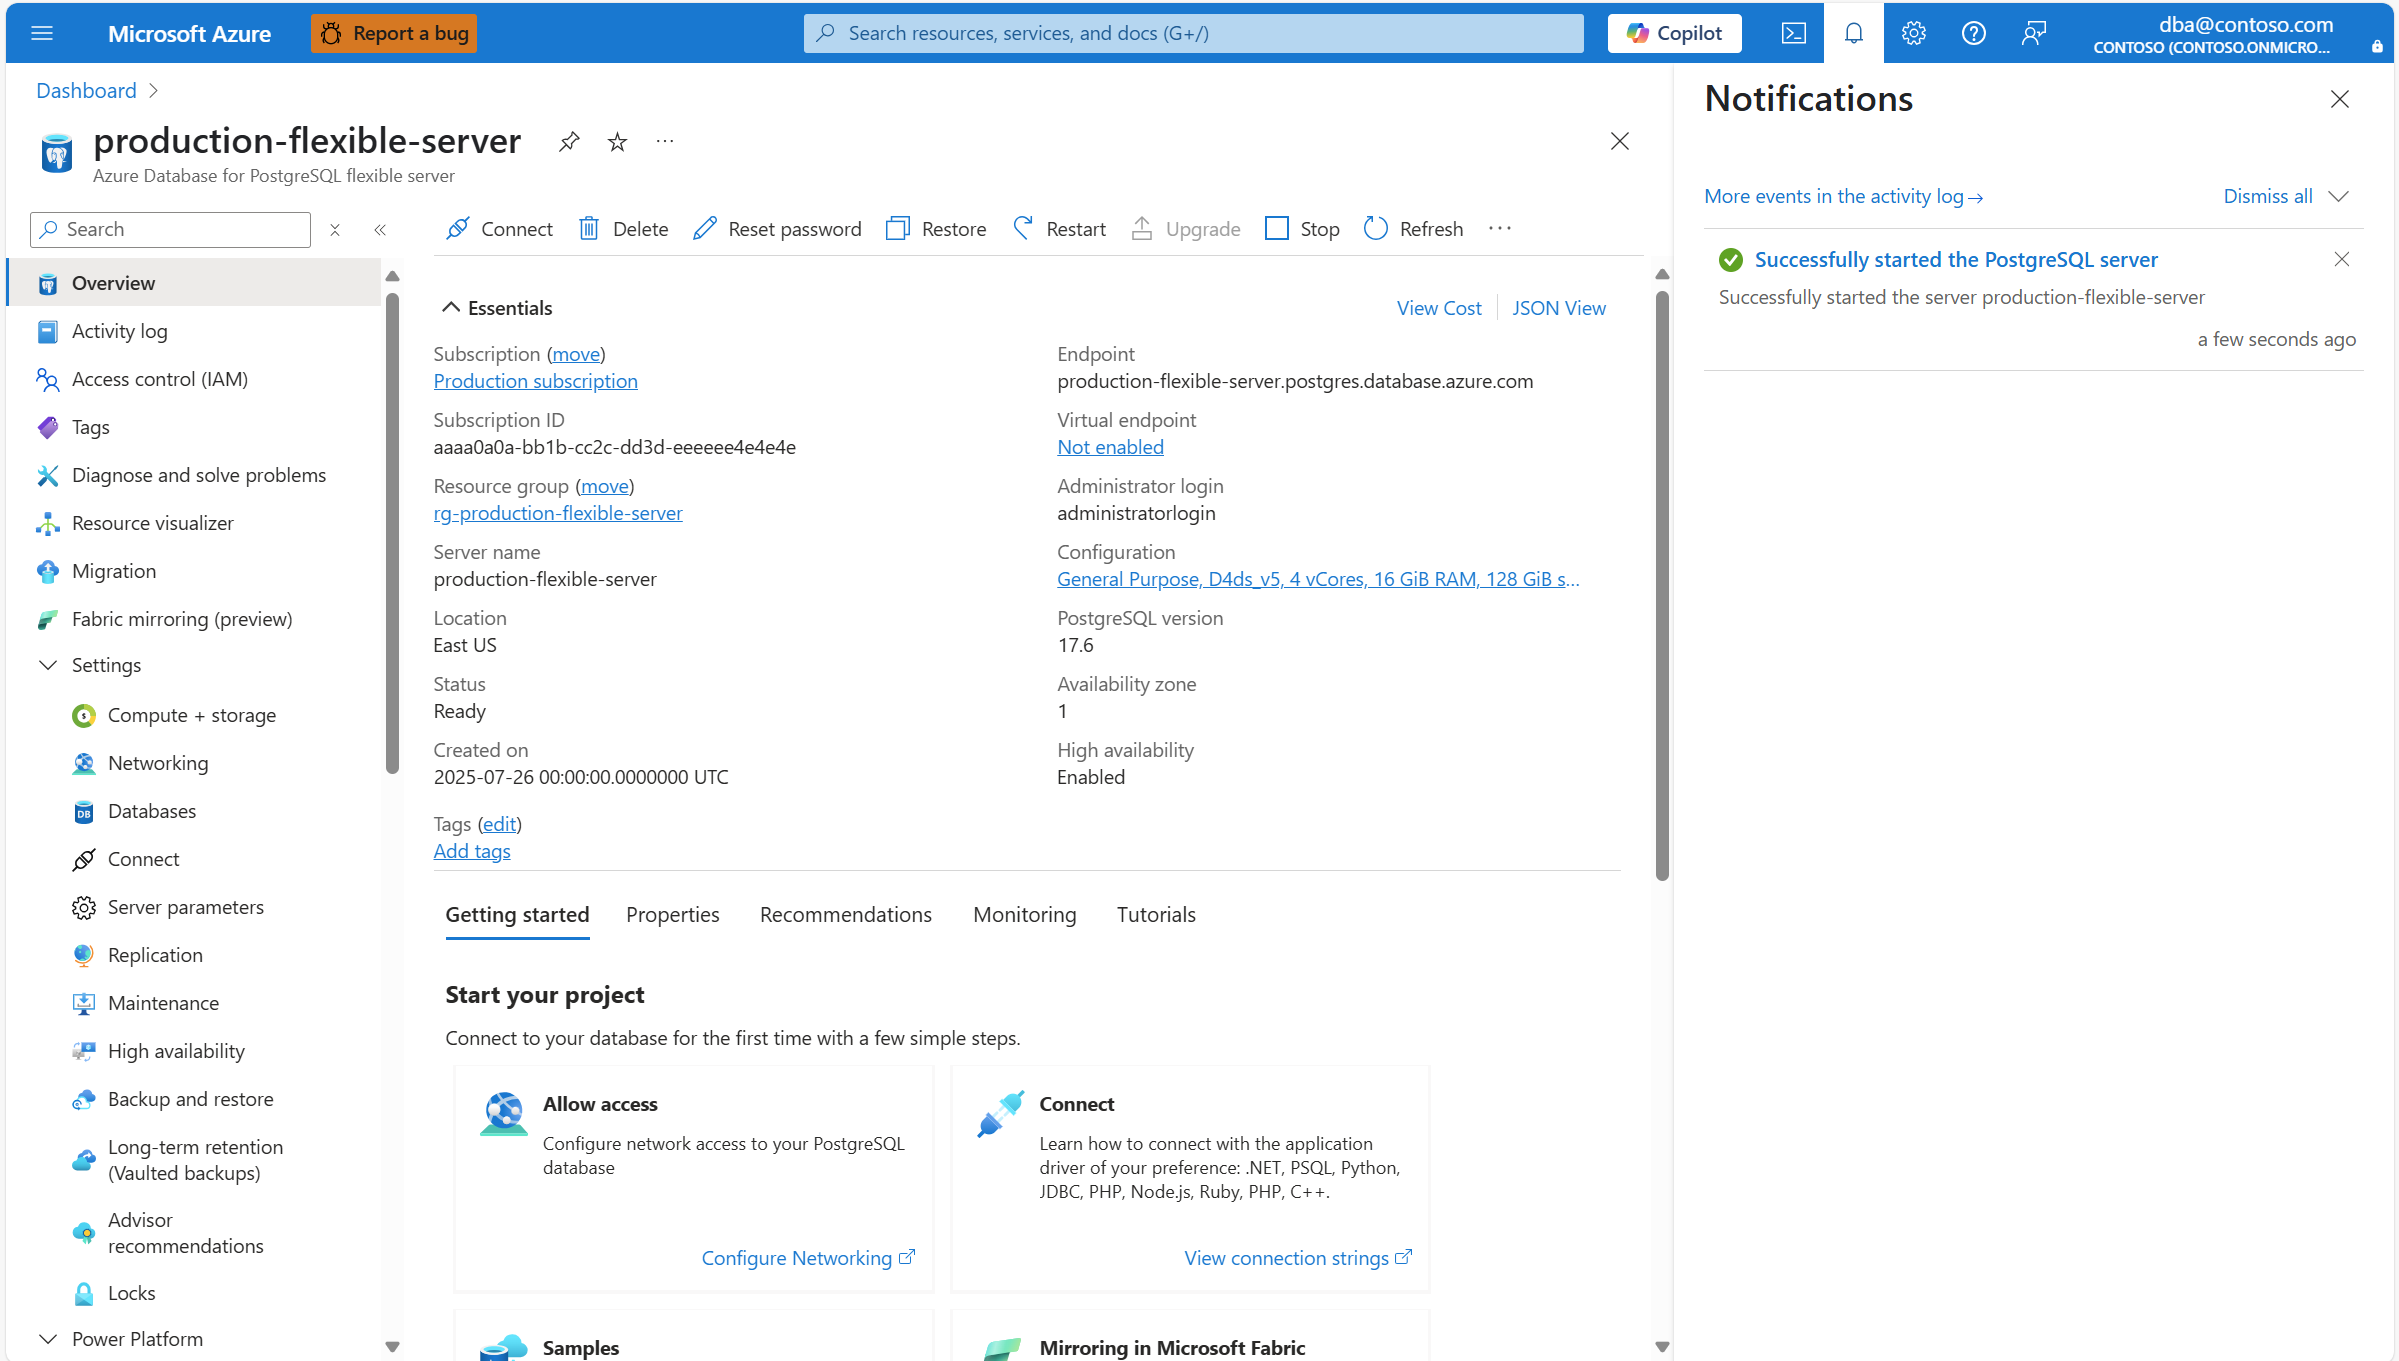 Microsoft Azure
Report a bug
Search resources, services, and docs (G+/)
Copilot
dba@contoso.com
CONTOSO (CONTOSO.ONMICRO...
Dashboard
production-flexible-server
Azure Database for PostgreSQL flexible server
Search
Overview
Activity log
Access control (IAM)
Tags
Diagnose and solve problems
Resource visualizer
Migration
Fabric mirroring (preview)
Settings
Compute + storage
Networking
Databases
Connect
Server parameters
Replication
Maintenance
High availability
Backup and restore
Long-term retention
(Vaulted backups)
Advisor
recommendations
Locks
Power Platform
Connect
Delete
Reset password
Restore
Restart
Upgrade
Stop
Refresh
Essentials
View Cost
JSON View
Subscription (move)
Production subscription
Subscription ID
aaaa0a0a-bb1b-cc2c-dd3d-eeeeee4e4e4e
Resource group (move)
rg-production-flexible-server
Server name
production-flexible-server
Location
East US
Status
Ready
Created on
2025-07-26 00:00:00.0000000 UTC
Tags (edit)
Add tags
Endpoint
production-flexible-server.postgres.database.azure.com
Virtual endpoint
Not enabled
Administrator login
administratorlogin
Configuration
General Purpose, D4ds_v5, 4 vCores, 16 GiB RAM, 128 GiB s...
PostgreSQL version
17.6
Availability zone
1
High availability
Enabled
Getting started
Properties
Recommendations
Monitoring
Tutorials
Start your project
Connect to your database for the first time with a few simple steps.
Allow access
Configure network access to your PostgreSQL
database
Configure Networking
Connect
Learn how to connect with the application
driver of your preference: .NET, PSQL, Python,
JDBC, PHP, Node.js, Ruby, PHP, C++.
View connection strings
Samples
Mirroring in Microsoft Fabric
Notifications
More events in the activity log→
Dismiss all
Successfully started the PostgreSQL server
Successfully started the server production-flexible-server
a few seconds ago